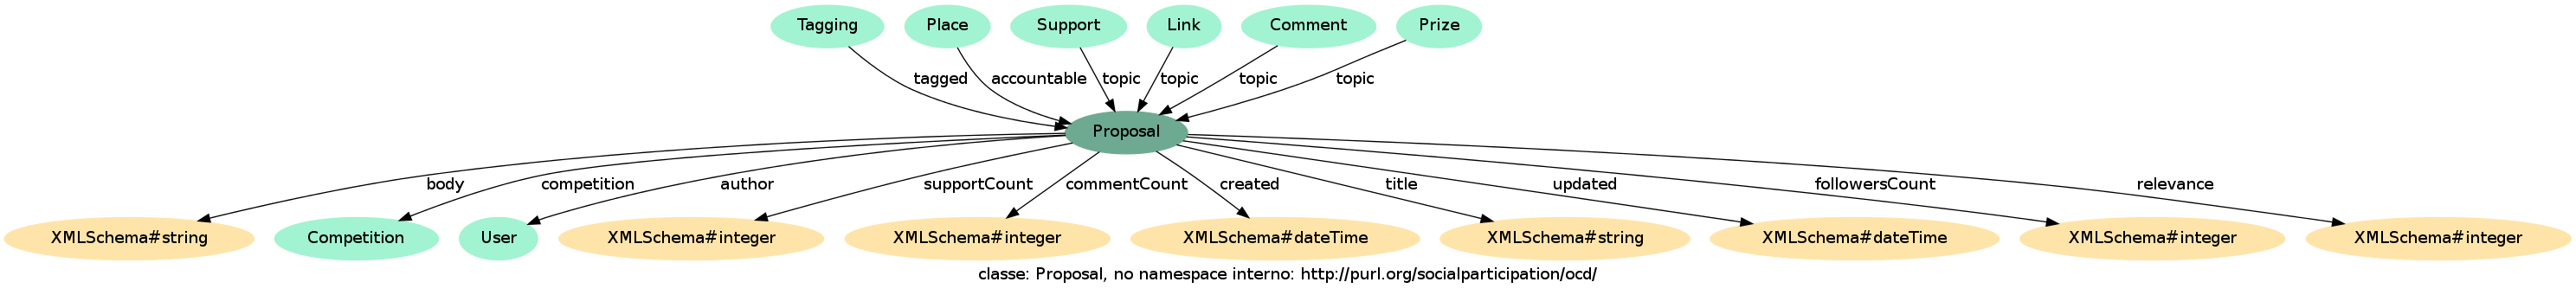 Tagging Place Support Link Comment Prize
tagged accountable topic topic topic topic
Proposal
body competition author supportCount commentCount created title updated followersCount relevance
XMLSchema#string Competition User XMLSchema#integer XMLSchema#integer XMLSchema#dateTime XMLSchema#string XMLSchema#dateTime XMLSchema#integer XMLSchema#integer
classe: Proposal, no namespace interno: http://purl.org/socialparticipation/ocd/